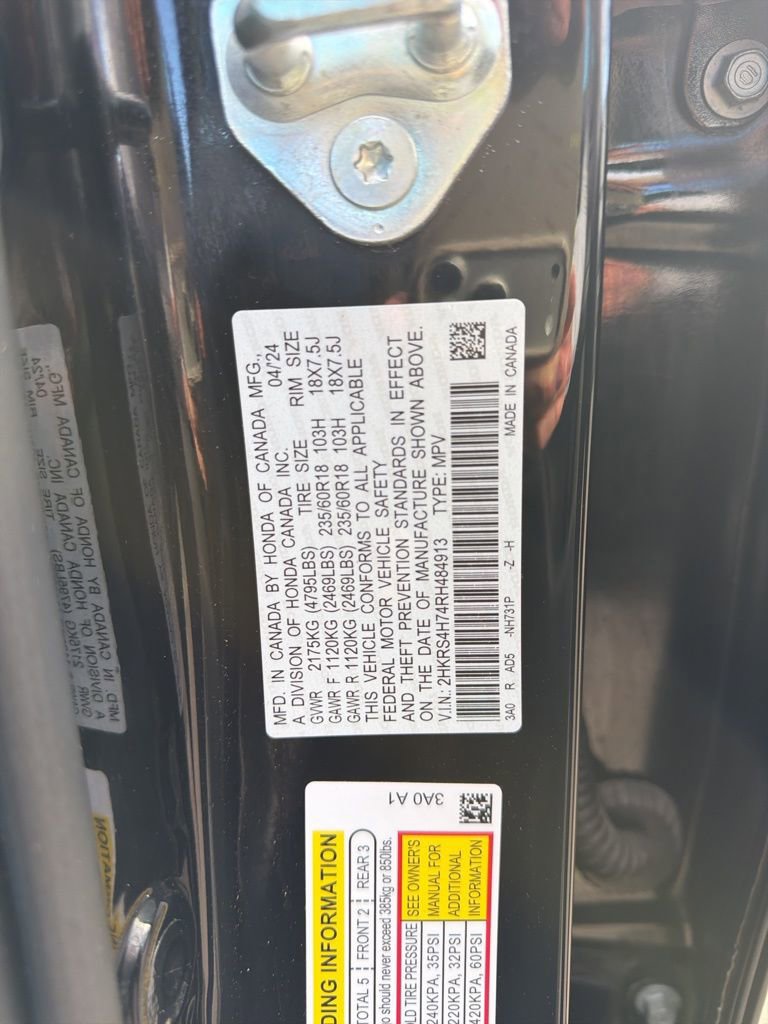 MFD. IN CANADA BY HONDA OF CANADA MFG.,
A DIVISION OF HONDA CANADA INC. 04/'24
GVWR 2175KG (4795LBS) TIRE SIZE RIM SIZE
GAWR F 1120KG (2469LBS) 235/60R18 103H 18X7.5J
GAWR R 1120KG (2469LBS) 235/60R18 103H 18X7.5J
THIS VEHICLE CONFORMS TO ALL APPLICABLE
FEDERAL MOTOR VEHICLE SAFETY
AND THEFT PREVENTION STANDARDS IN EFFECT
ON THE DATE OF MANUFACTURE SHOWN ABOVE.
V.I.N.: 2HKRS4H74RH484913 TYPE: MPV
3A0 R AD5 -NH731P -Z -H MADE IN CANADA
3A0 A1
DING INFORMATION
TOTAL 5 FRONT 2 REAR 3
o should never exceed 385kg or 850lbs.
OLD TIRE PRESSURE SEE OWNER'S
240KPA, 35PSI MANUAL FOR
220KPA, 32PSI ADDITIONAL
420KPA, 60PSI INFORMATION